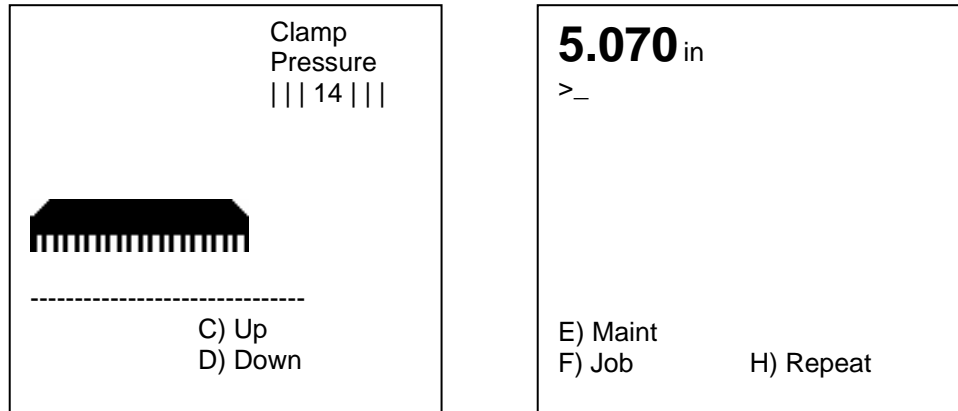 Clamp
Pressure
| | | 14 | | |
------------------------------
C) Up
D) Down
5.070 in
>_
E) Maint
F) Job H) Repeat